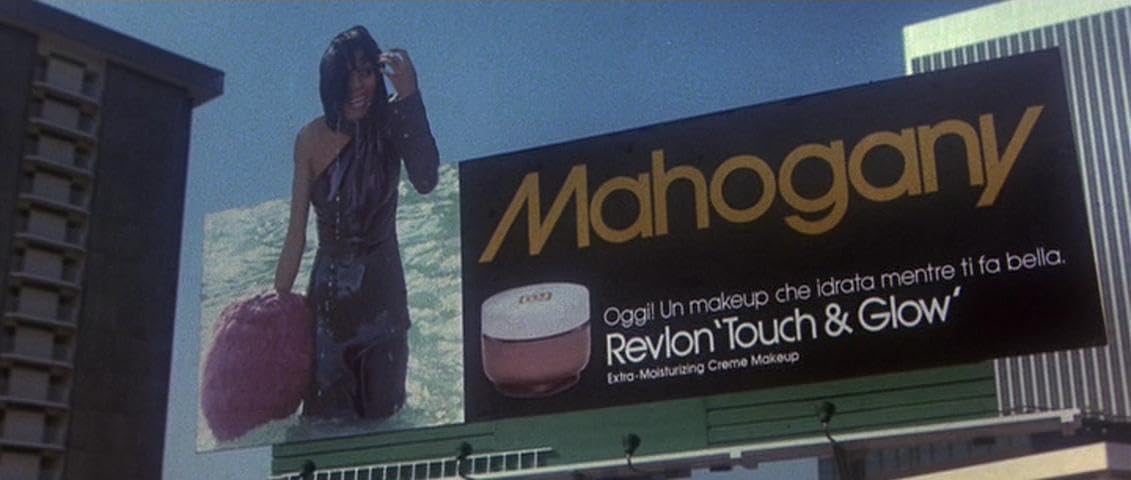 Mahogany
Oggi! Un makeup che idrata mentre ti fa bella.
Revlon 'Touch & Glow'
Extra-Moisturizing Creme Makeup